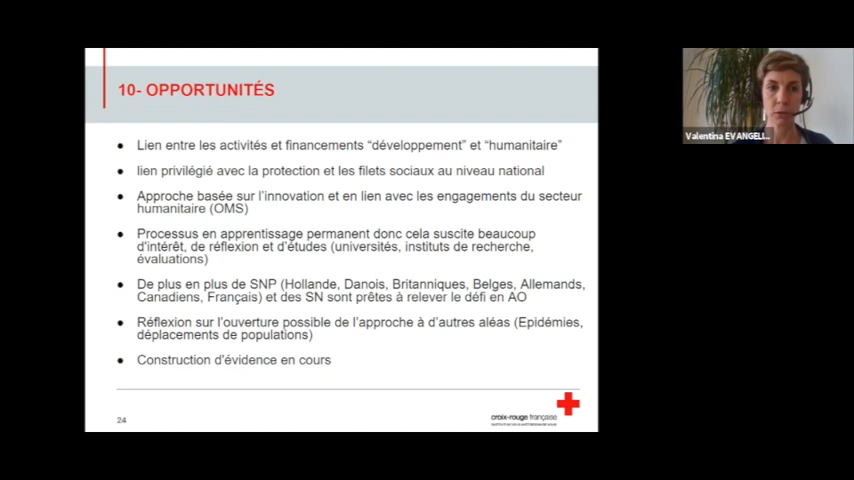 10- OPPORTUNITÉS
Lien entre les activités et financements “développement” et “humanitaire”
lien privilégié avec la protection et les filets sociaux au niveau national
Approche basée sur l’innovation et en lien avec les engagements du secteur
humanitaire (OMS)
Processus en apprentissage permanent donc cela suscite beaucoup
d’intérêt, de réflexion et d’études (universités, instituts de recherche,
évaluations)
De plus en plus de SNP (Hollande, Danois, Britanniques, Belges, Allemands,
Canadiens, Français) et des SN sont prêtes à relever le défi en AO
Réflexion sur l’ouverture possible de l’approche à d’autres aléas (Epidémies,
déplacements de populations)
Construction d’évidence en cours
24
croix-rouge française
Valentina EVANGELI...